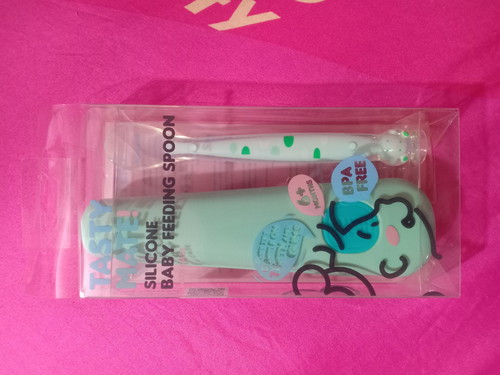 TASTY
MATE!
SILICONE
BABY FEEDING SPOON
6+
MONTHS
BPA
FREE